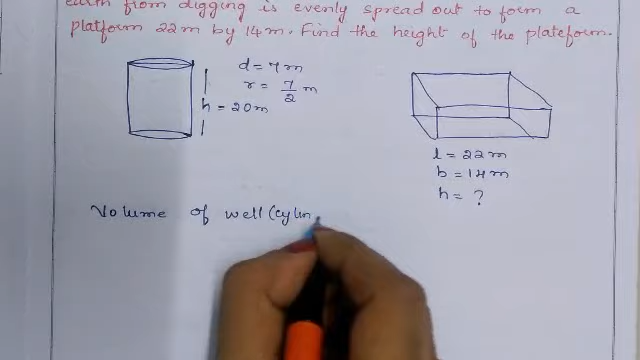 earth from digging is evenly spread out to form a
platform 22m by 14m. Find the height of the plateform.
d = 7m
r = 7/2 m
h = 20m
l = 22m
b = 14m
h = ?
Volume of well (cylin